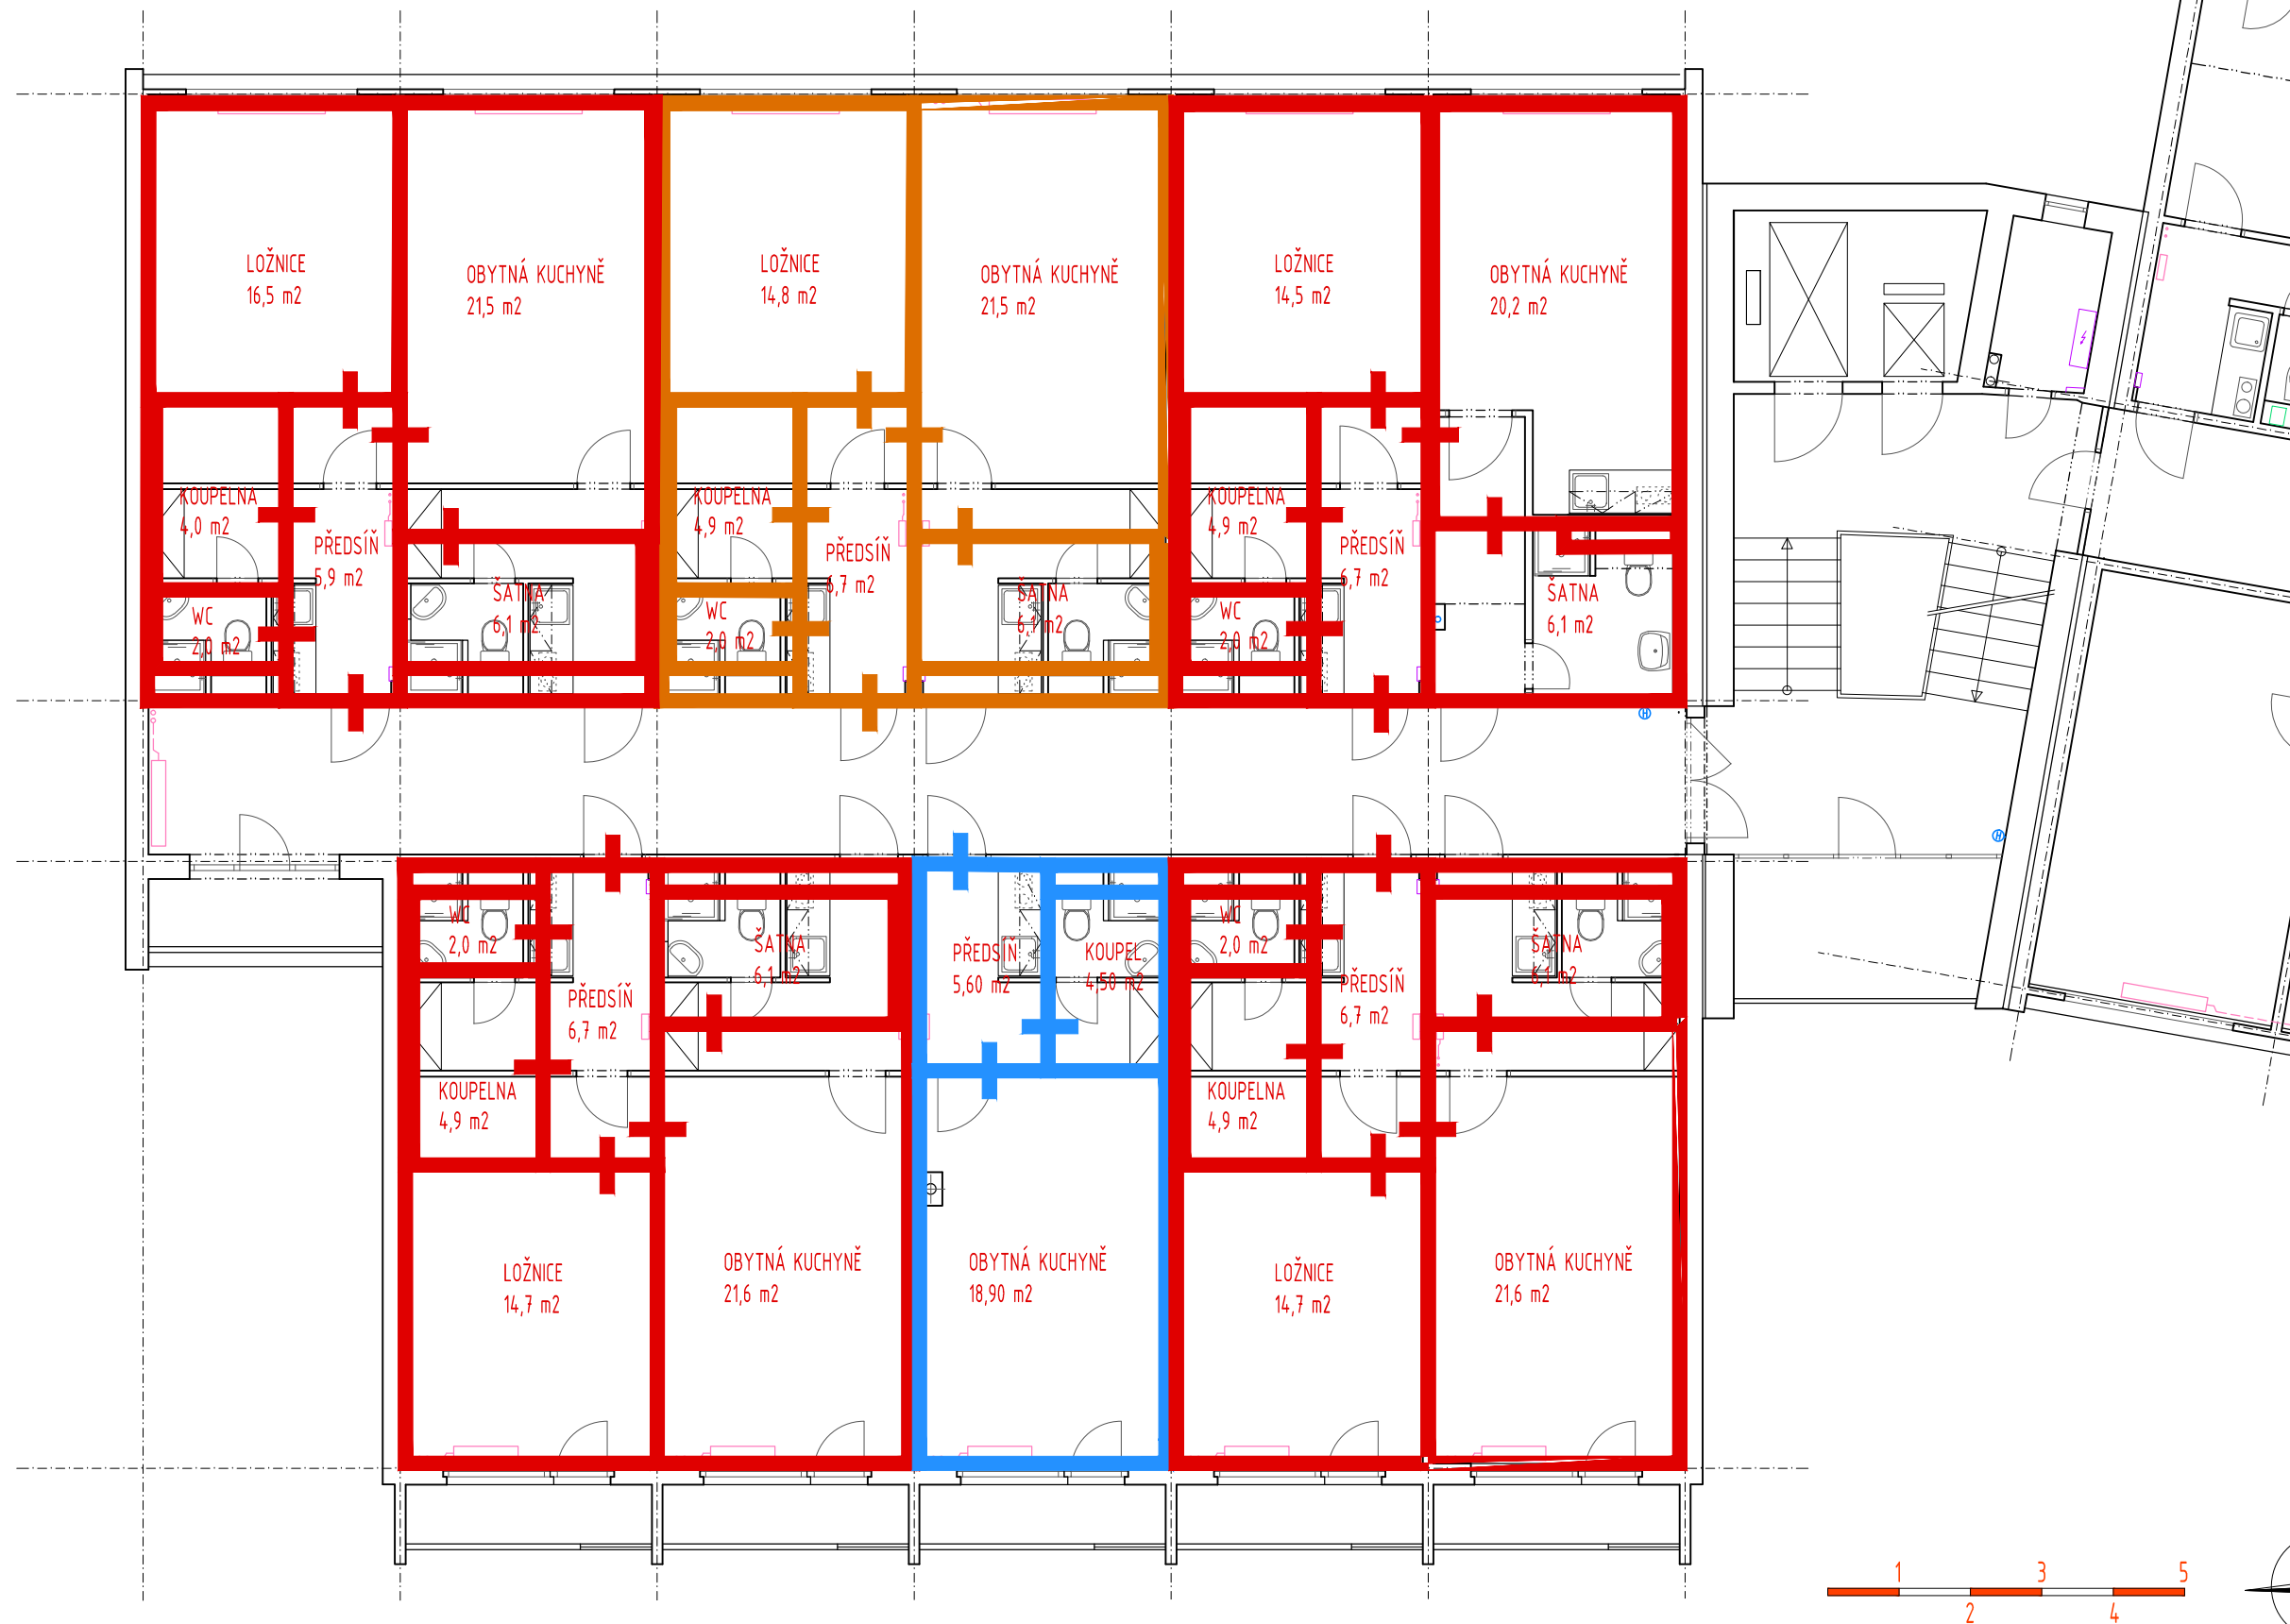 LOŽNICE
16,5 m2
OBYTNÁ KUCHYNĚ
21,5 m2
LOŽNICE
14,8 m2
OBYTNÁ KUCHYNĚ
21,5 m2
LOŽNICE
14,5 m2
OBYTNÁ KUCHYNĚ
20,2 m2
KOUPELNA
4,0 m2
PŘEDSÍŇ
5,9 m2
WC
2,0 m2
ŠATNA
6,1 m2
KOUPELNA
4,9 m2
PŘEDSÍŇ
6,7 m2
WC
2,0 m2
ŠATNA
6,1 m2
KOUPELNA
4,9 m2
PŘEDSÍŇ
6,7 m2
WC
2,0 m2
ŠATNA
6,1 m2
WC
2,0 m2
PŘEDSÍŇ
6,7 m2
KOUPELNA
4,9 m2
ŠATNA
6,1 m2
PŘEDSÍŇ
5,60 m2
KOUPEL
4,50 m2
WC
2,0 m2
PŘEDSÍŇ
6,7 m2
KOUPELNA
4,9 m2
ŠATNA
6,1 m2
LOŽNICE
14,7 m2
OBYTNÁ KUCHYNĚ
21,6 m2
OBYTNÁ KUCHYNĚ
18,90 m2
LOŽNICE
14,7 m2
OBYTNÁ KUCHYNĚ
21,6 m2
1 3 5
2 4